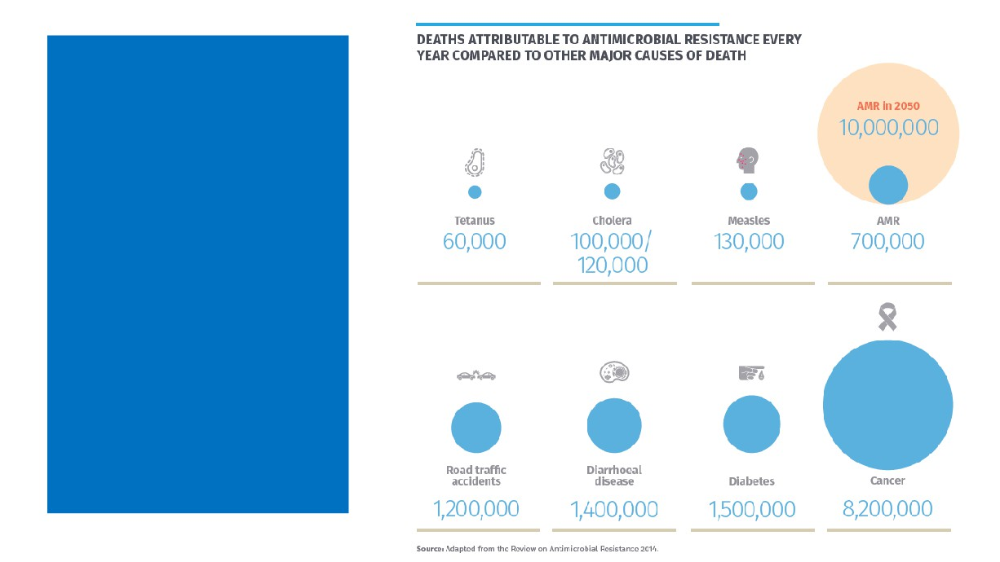 DEATHS ATTRIBUTABLE TO ANTIMICROBIAL RESISTANCE EVERY
YEAR COMPARED TO OTHER MAJOR CAUSES OF DEATH
AMR in 2050
10,000,000
Tetanus
60,000
Cholera
100,000/
120,000
Measles
130,000
AMR
700,000
Road traffic
accidents
1,200,000
Diarrhoeal
disease
1,400,000
Diabetes
1,500,000
Cancer
8,200,000
Source: Adapted from the Review on Antimicrobial Resistance 2014.